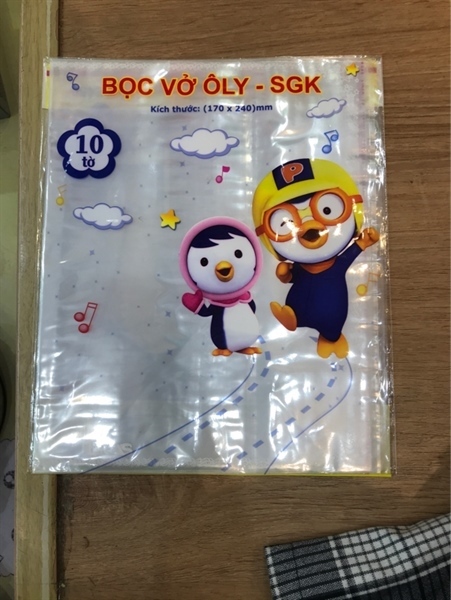 BỌC VỞ ÔLY - SGK
Kích thước: (170 x 240)mm
10
tờ
P